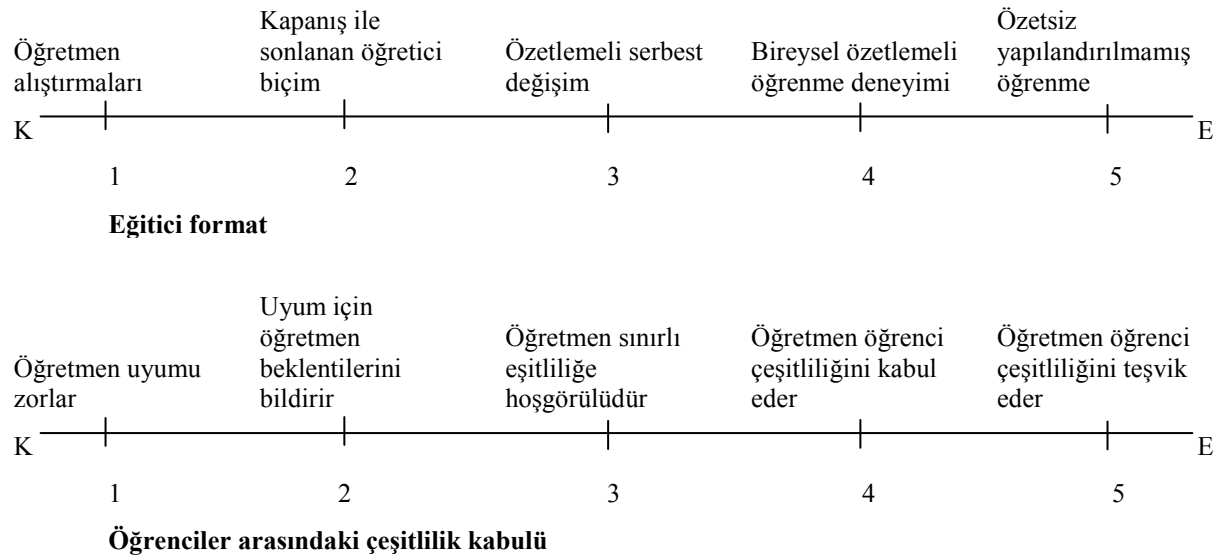 Öğretmen
alıştırmaları
Kapanış ile
sonlanan öğretici
biçim
Özetlemeli serbest
değişim
Bireysel özetlemeli
öğrenme deneyimi
Özetsiz
yapılandırılmamış
öğrenme
K E
1 2 3 4 5
Eğitici format
Öğretmen uyumu
zorlar
Uyum için
öğretmen
beklentilerini
bildirir
Öğretmen sınırlı
eşitliliğe
hoşgörülüdür
Öğretmen öğrenci
çeşitliliğini kabul
eder
Öğretmen öğrenci
çeşitliliğini teşvik
eder
K E
1 2 3 4 5
Öğrenciler arasındaki çeşitlilik kabulü